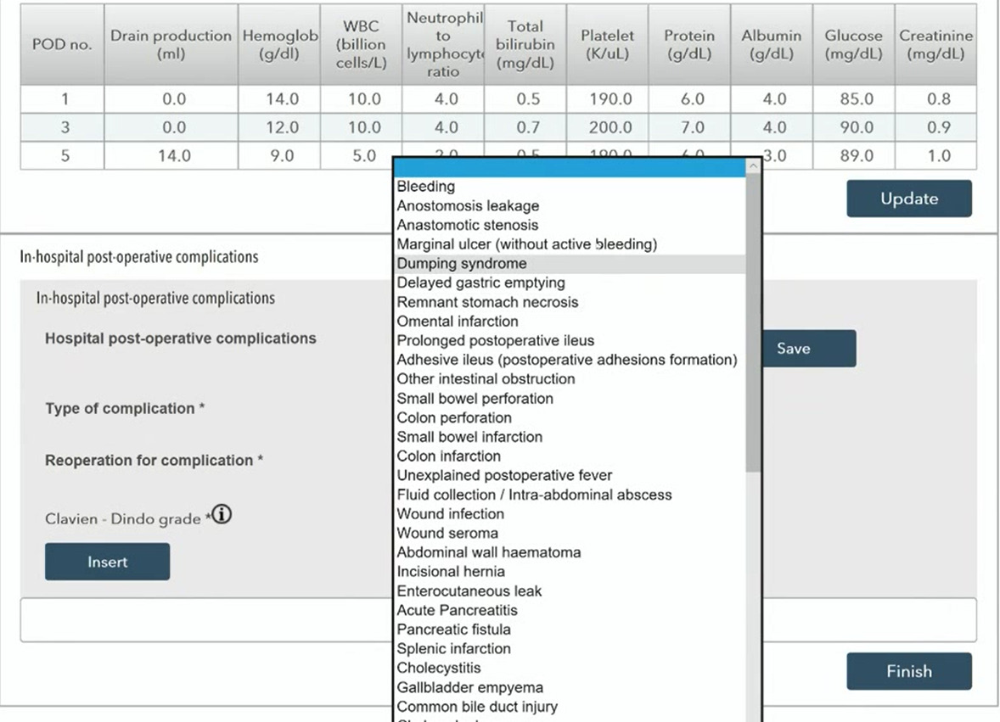 POD no. Drain production (ml) Hemoglob (g/dl) WBC (billion cells/L) Neutrophil to lymphocyte ratio Total bilirubin (mg/dL) Platelet (K/uL) Protein (g/dL) Albumin (g/dL) Glucose (mg/dL) Creatinine (mg/dL)
1 0.0 14.0 10.0 4.0 0.5 190.0 6.0 4.0 85.0 0.8
3 0.0 12.0 10.0 4.0 0.7 200.0 7.0 4.0 90.0 0.9
5 14.0 9.0 5.0 2.0 0.5 190.0 6.0 3.0 89.0 1.0
Update
In-hospital post-operative complications
In-hospital post-operative complications
Hospital post-operative complications
Save
Type of complication *
Reoperation for complication *
Clavien - Dindo grade *
Insert
Bleeding
Anostomosis leakage
Anastomotic stenosis
Marginal ulcer (without active bleeding)
Dumping syndrome
Delayed gastric emptying
Remnant stomach necrosis
Omental infarction
Prolonged postoperative ileus
Adhesive ileus (postoperative adhesions formation)
Other intestinal obstruction
Small bowel perforation
Colon perforation
Small bowel infarction
Colon infarction
Unexplained postoperative fever
Fluid collection / Intra-abdominal abscess
Wound infection
Wound seroma
Abdominal wall haematoma
Incisional hernia
Enterocutaneous leak
Acute Pancreatitis
Pancreatic fistula
Splenic infarction
Cholecystitis
Gallbladder empyema
Common bile duct injury
Finish